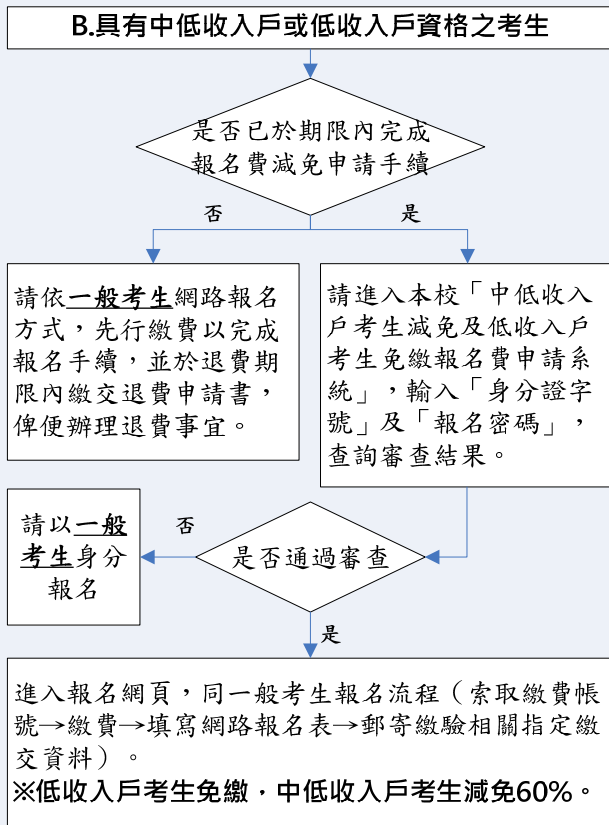 B.具有中低收入戶或低收入戶資格之考生
是否已於期限內完成
報名費減免申請手續
否
是
請依一般考生網路報名
方式，先行繳費以完成
報名手續，並於退費期
限內繳交退費申請書，
俾便辦理退費事宜。
請進入本校「中低收入
戶考生減免及低收入戶
考生免繳報名費申請系
統」，輸入「身分證字
號」及「報名密碼」，
查詢審查結果。
是否通過審查
否
請以一般
考生身分
報名
是
進入報名網頁，同一般考生報名流程（索取繳費帳
號→繳費→填寫網路報名表→郵寄繳驗相關指定繳
交資料）。
※低收入戶考生免繳，中低收入戶考生減免60%。